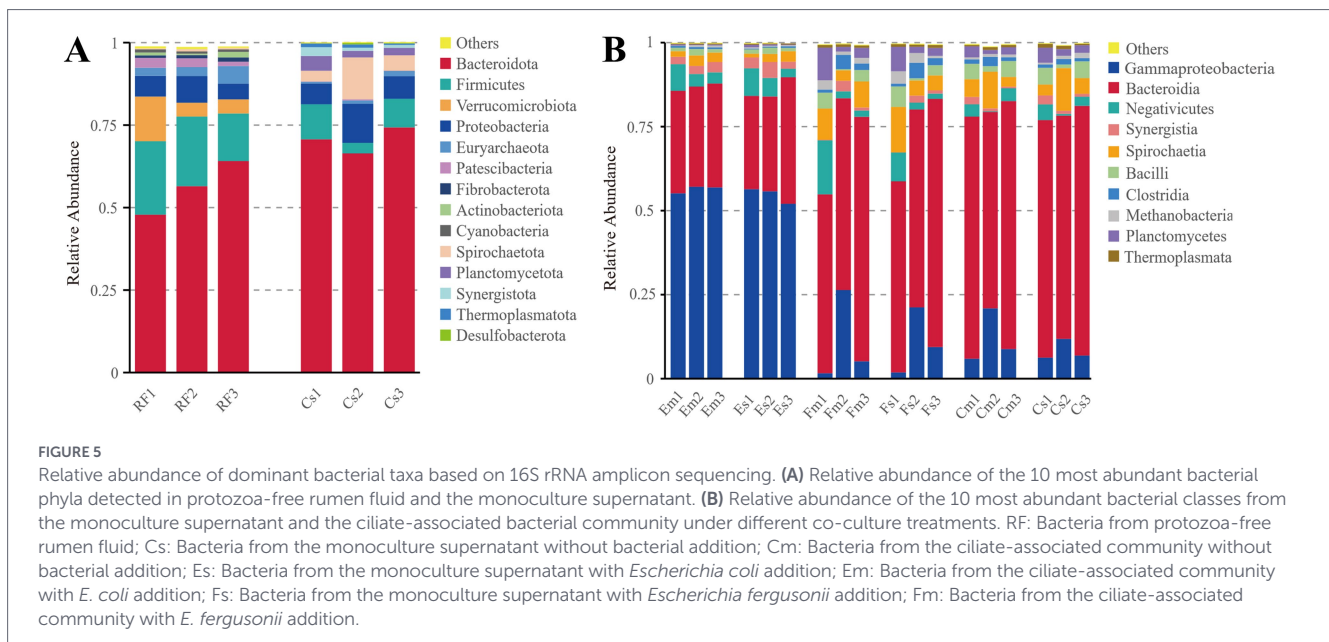 A
Relative Abundance
1
0.75
0.5
0.25
0
RF1
RF2
RF3
Cs1
Cs2
Cs3
Others
Bacteroidota
Firmicutes
Verrucomicrobiota
Proteobacteria
Euryarchaeota
Patescibacteria
Fibrobacterota
Actinobacteriota
Cyanobacteria
Spirochaetota
Planctomycetota
Synergistota
Thermoplasmatota
Desulfobacterota
B
Relative Abundance
1
0.75
0.5
0.25
0
Em1
Em2
Em3
Es1
Es2
Es3
Fm1
Fm2
Fm3
Fs1
Fs2
Fs3
Cm1
Cm2
Cm3
Cs1
Cs2
Cs3
Others
Gammaproteobacteria
Bacteroidia
Negativicutes
Synergistia
Spirochaetia
Bacilli
Clostridia
Methanobacteria
Planctomycetes
Thermoplasmata
FIGURE 5
Relative abundance of dominant bacterial taxa based on 16S rRNA amplicon sequencing. (A) Relative abundance of the 10 most abundant bacterial
phyla detected in protozoa-free rumen fluid and the monoculture supernatant. (B) Relative abundance of the 10 most abundant bacterial classes from
the monoculture supernatant and the ciliate-associated bacterial community under different co-culture treatments. RF: Bacteria from protozoa-free
rumen fluid; Cs: Bacteria from the monoculture supernatant without bacterial addition; Cm: Bacteria from the ciliate-associated community without
bacterial addition; Es: Bacteria from the monoculture supernatant with Escherichia coli addition; Em: Bacteria from the ciliate-associated community
with E. coli addition; Fs: Bacteria from the monoculture supernatant with Escherichia fergusonii addition; Fm: Bacteria from the ciliate-associated
community with E. fergusonii addition.